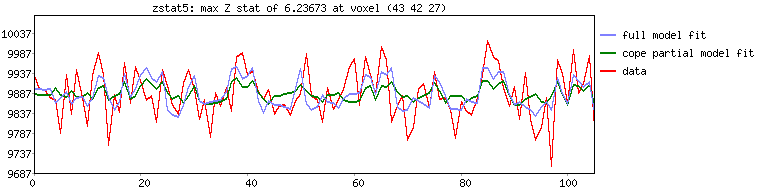 zstat5: max Z stat of 6.23673 at voxel (43 42 27)
10037
9987
9937
9887
9837
9787
9737
9687
0 20 40 60 80 100
full model fit
cope partial model fit
data